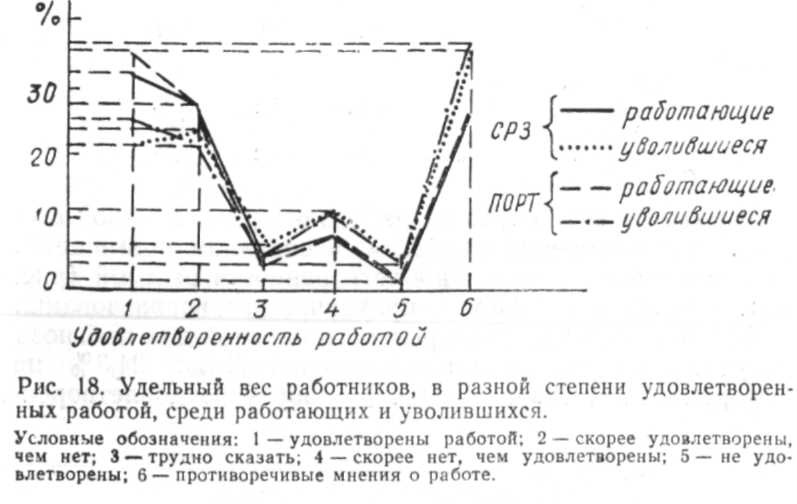 %
30
20
10
0
1 2 3 4 5 6
Удовлетворенность работой
СРЗ
работающие
уволившиеся
ПОРТ
работающие
уволившиеся
Рис. 18. Удельный вес работников, в разной степени удовлетворен-
ных работой, среди работающих и уволившихся.
Условные обозначения: 1 — удовлетворены работой; 2 — скорее удовлетворены,
чем нет; 3 — трудно сказать; 4 — скорее нет, чем удовлетворены; 5 — не удо-
влетворены; 6 — противоречивые мнения о работе.